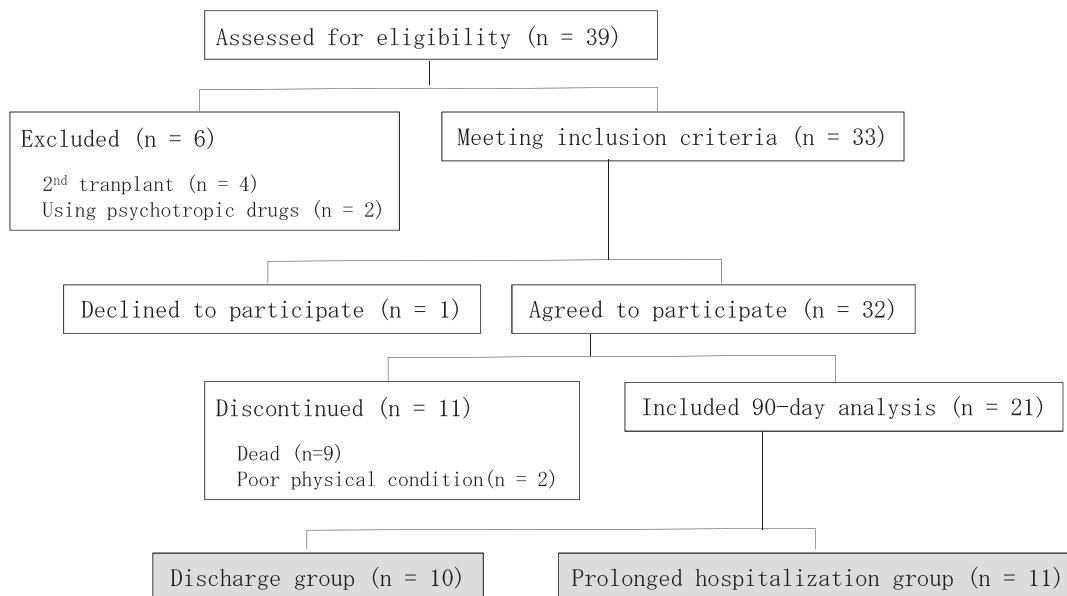 Assessed for eligibility (n = 39)
Excluded (n = 6)
2nd tranplant (n = 4)
Using psychotropic drugs (n = 2)
Meeting inclusion criteria (n = 33)
Declined to participate (n = 1)
Agreed to participate (n = 32)
Discontinued (n = 11)
Dead (n=9)
Poor physical condition(n = 2)
Included 90-day analysis (n = 21)
Discharge group (n = 10)
Prolonged hospitalization group (n = 11)